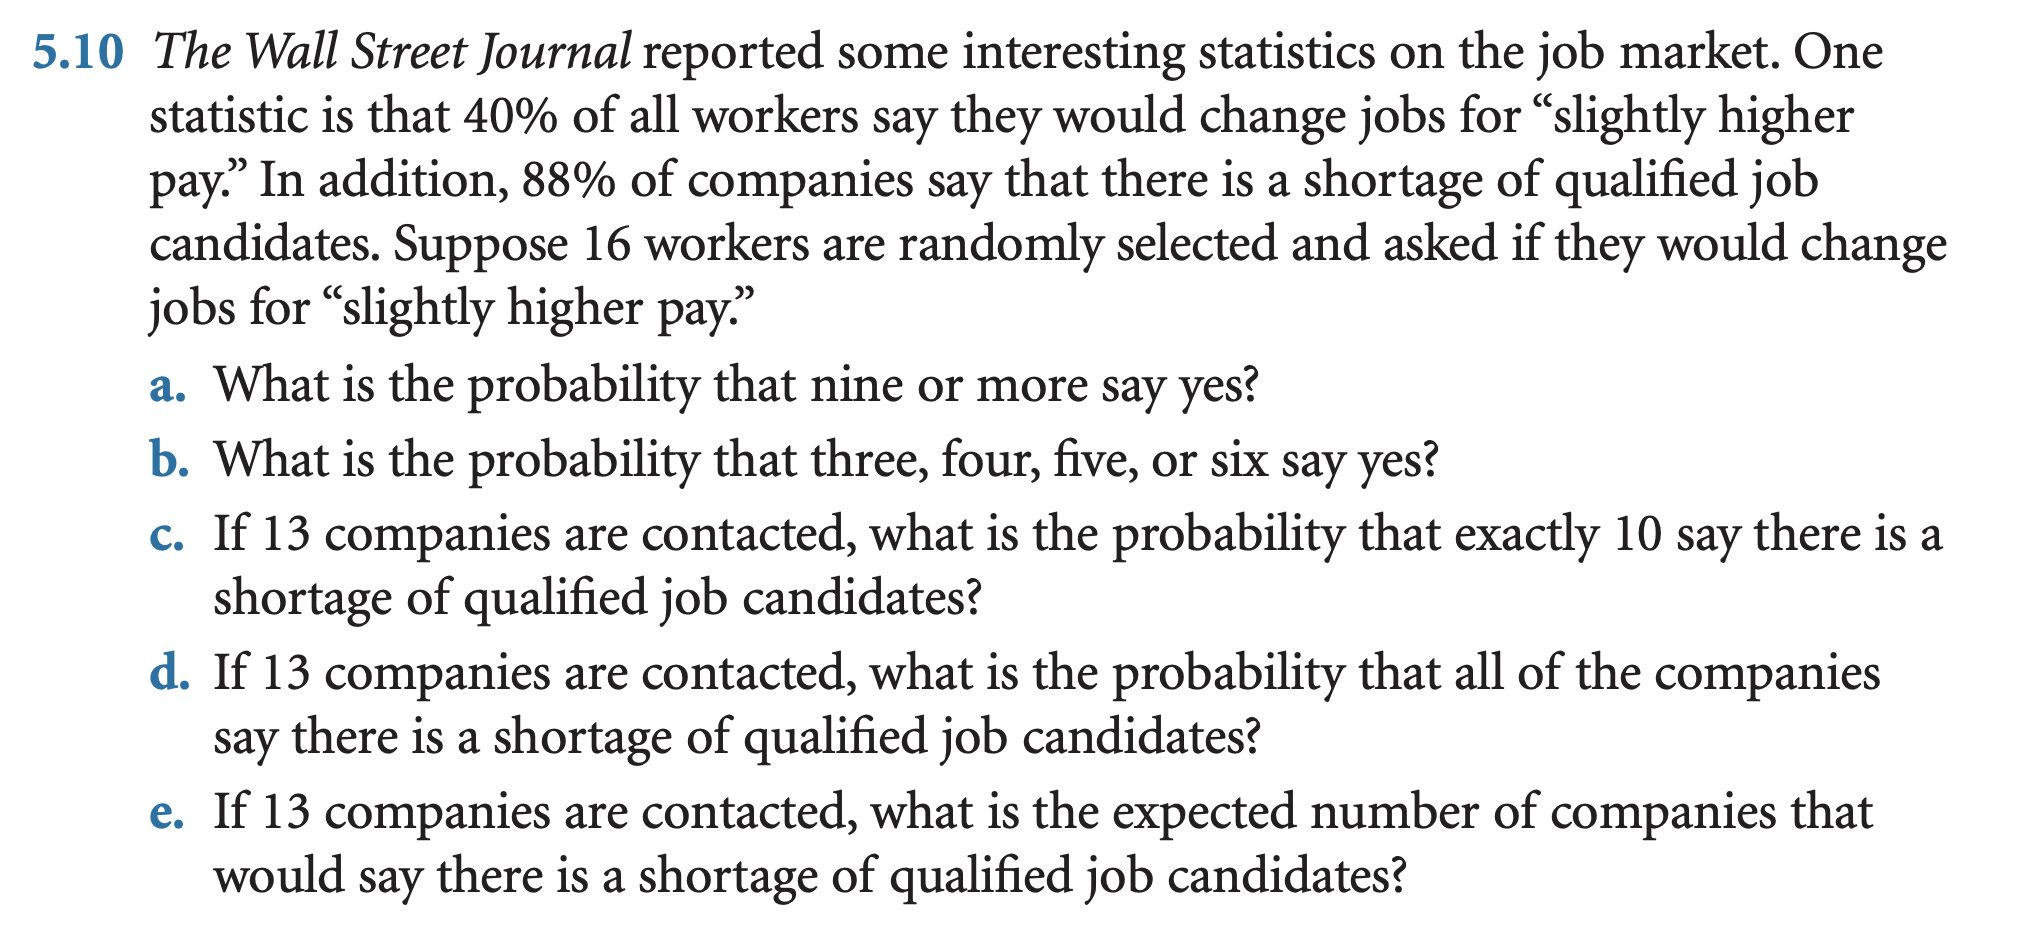 5.10 The Wall Street Journal reported some interesting statistics on the job market. One
statistic is that 40% of all workers say they would change jobs for “slightly higher
pay.” In addition, 88% of companies say that there is a shortage of qualified job
candidates. Suppose 16 workers are randomly selected and asked if they would change
jobs for “slightly higher pay.”
a. What is the probability that nine or more say yes?
b. What is the probability that three, four, five, or six say yes?
c. If 13 companies are contacted, what is the probability that exactly 10 say there is a
shortage of qualified job candidates?
d. If 13 companies are contacted, what is the probability that all of the companies
say there is a shortage of qualified job candidates?
e. If 13 companies are contacted, what is the expected number of companies that
would say there is a shortage of qualified job candidates?